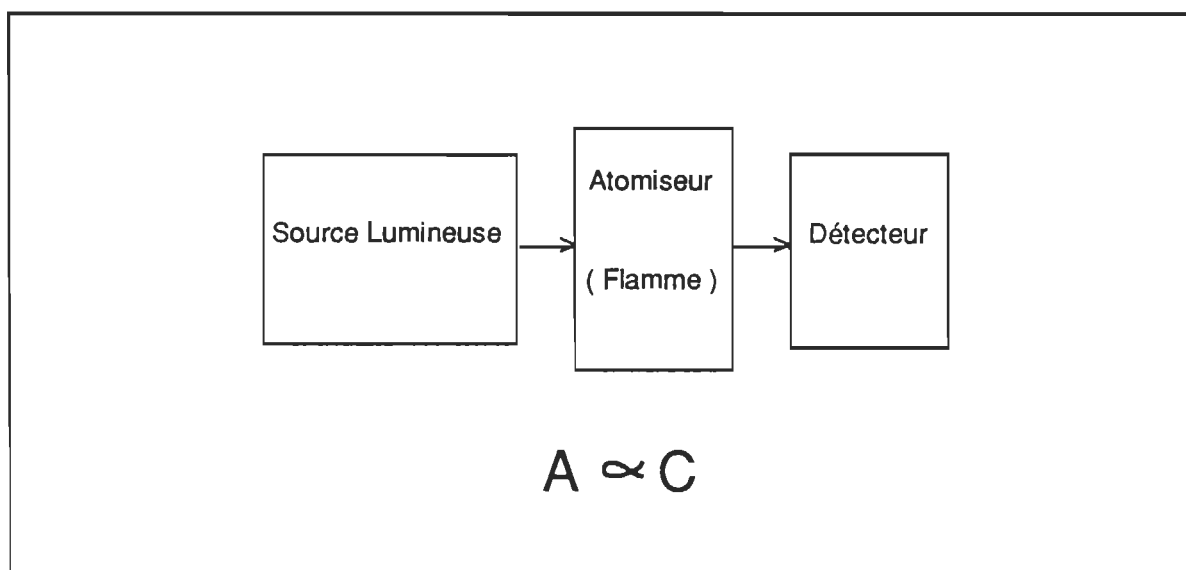 Source Lumineuse
Atomiseur
( Flamme )
Détecteur
A ∝ C